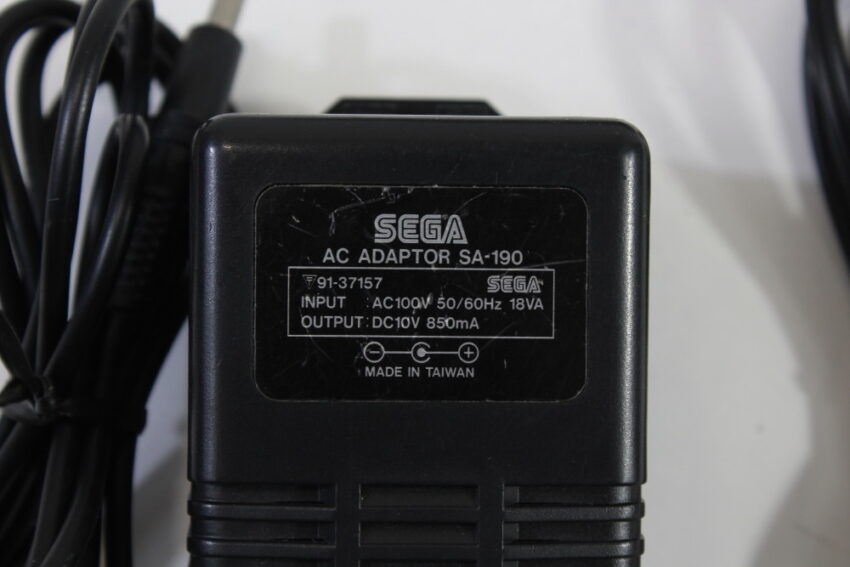 SEGA
AC ADAPTOR SA-190
91-37157 SEGA
INPUT : AC100V 50/60Hz 18VA
OUTPUT : DC10V 850mA
MADE IN TAIWAN